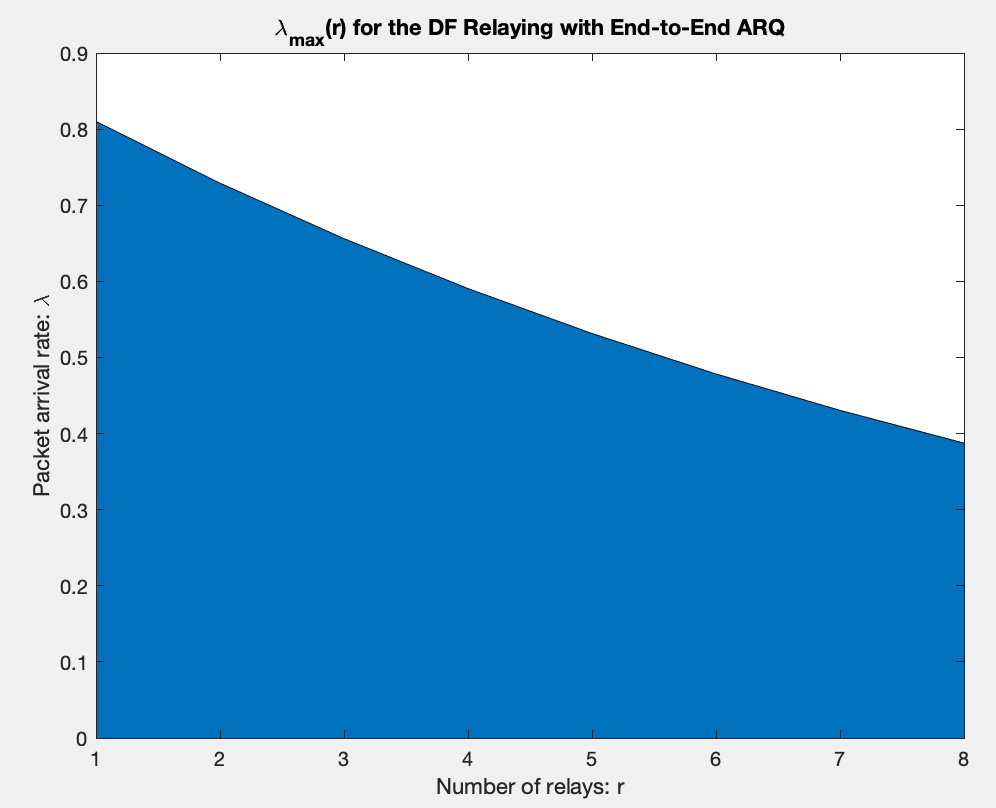 λmax(r) for the DF Relaying with End-to-End ARQ
0.9
0.8
0.7
0.6
0.5
0.4
0.3
0.2
0.1
0
Packet arrival rate: λ
1 2 3 4 5 6 7 8
Number of relays: r